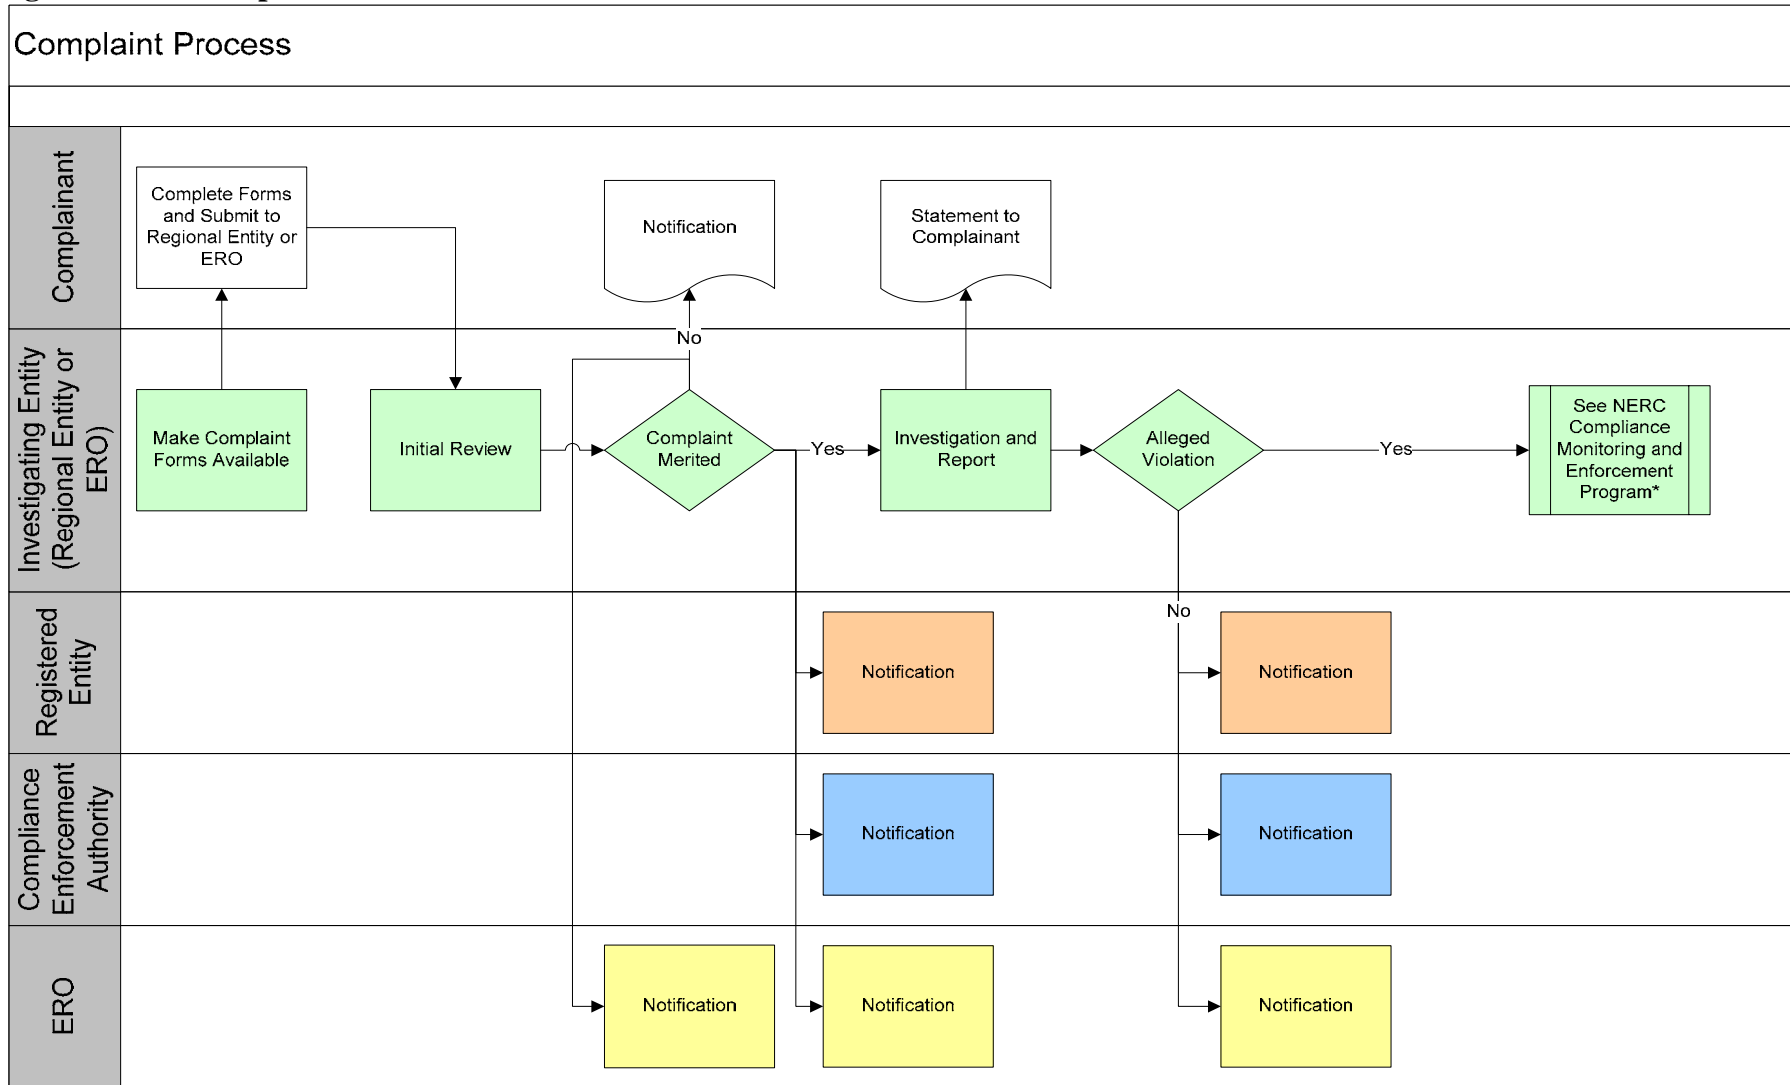 Complaint Process
Complainant
Complete Forms
and Submit to
Regional Entity or
ERO
Notification
Statement to
Complainant
No
Investigating Entity
(Regional Entity or
ERO)
Make Complaint
Forms Available
Initial Review
Complaint
Merited
Yes
Investigation and
Report
Alleged
Violation
Yes
See NERC
Compliance
Monitoring and
Enforcement
Program*
No
Registered
Entity
Notification
Notification
Compliance
Enforcement
Authority
Notification
Notification
ERO
Notification
Notification
Notification